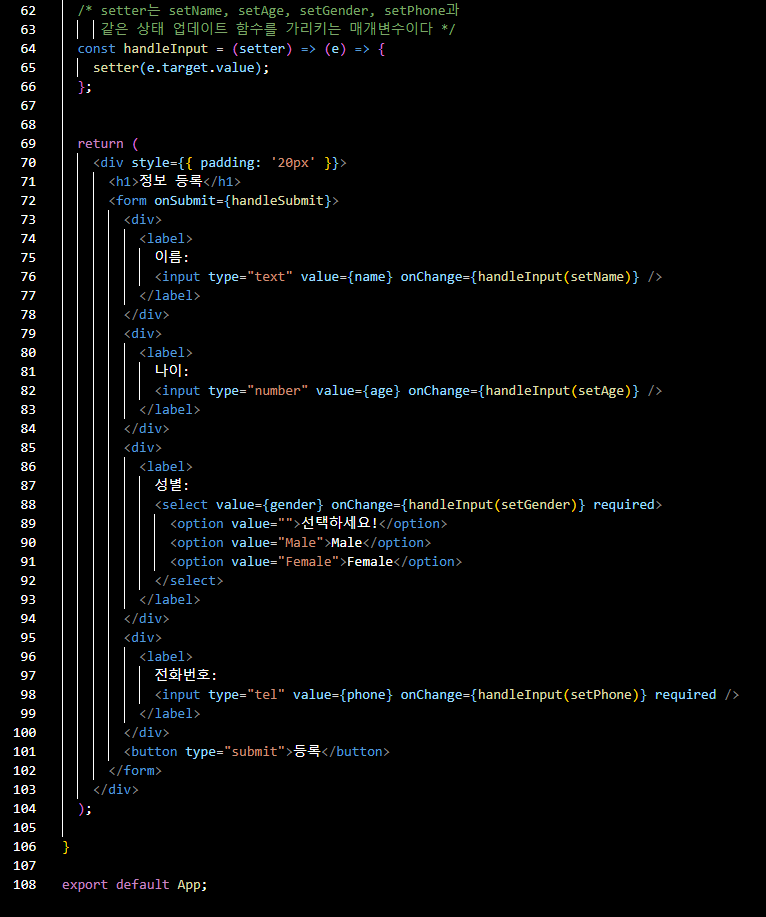 62 /* setter는 setName, setAge, setGender, setPhone과
63 같은 상태 업데이트 함수를 가리키는 매개변수이다 */
64 const handleInput = (setter) => (e) => {
65 setter(e.target.value);
66 };
67
68
69 return (
70 <div style={{ padding: '20px' }}>
71 <h1>정보 등록</h1>
72 <form onSubmit={handleSubmit}>
73 <div>
74 <label>
75 이름:
76 <input type="text" value={name} onChange={handleInput(setName)} />
77 </label>
78 </div>
79 <div>
80 <label>
81 나이:
82 <input type="number" value={age} onChange={handleInput(setAge)} />
83 </label>
84 </div>
85 <div>
86 <label>
87 성별:
88 <select value={gender} onChange={handleInput(setGender)} required>
89 <option value="">선택하세요!</option>
90 <option value="Male">Male</option>
91 <option value="Female">Female</option>
92 </select>
93 </label>
94 </div>
95 <div>
96 <label>
97 전화번호:
98 <input type="tel" value={phone} onChange={handleInput(setPhone)} required />
99 </label>
100 </div>
101 <button type="submit">등록</button>
102 </form>
103 </div>
104 );
105
106 }
107
108 export default App;